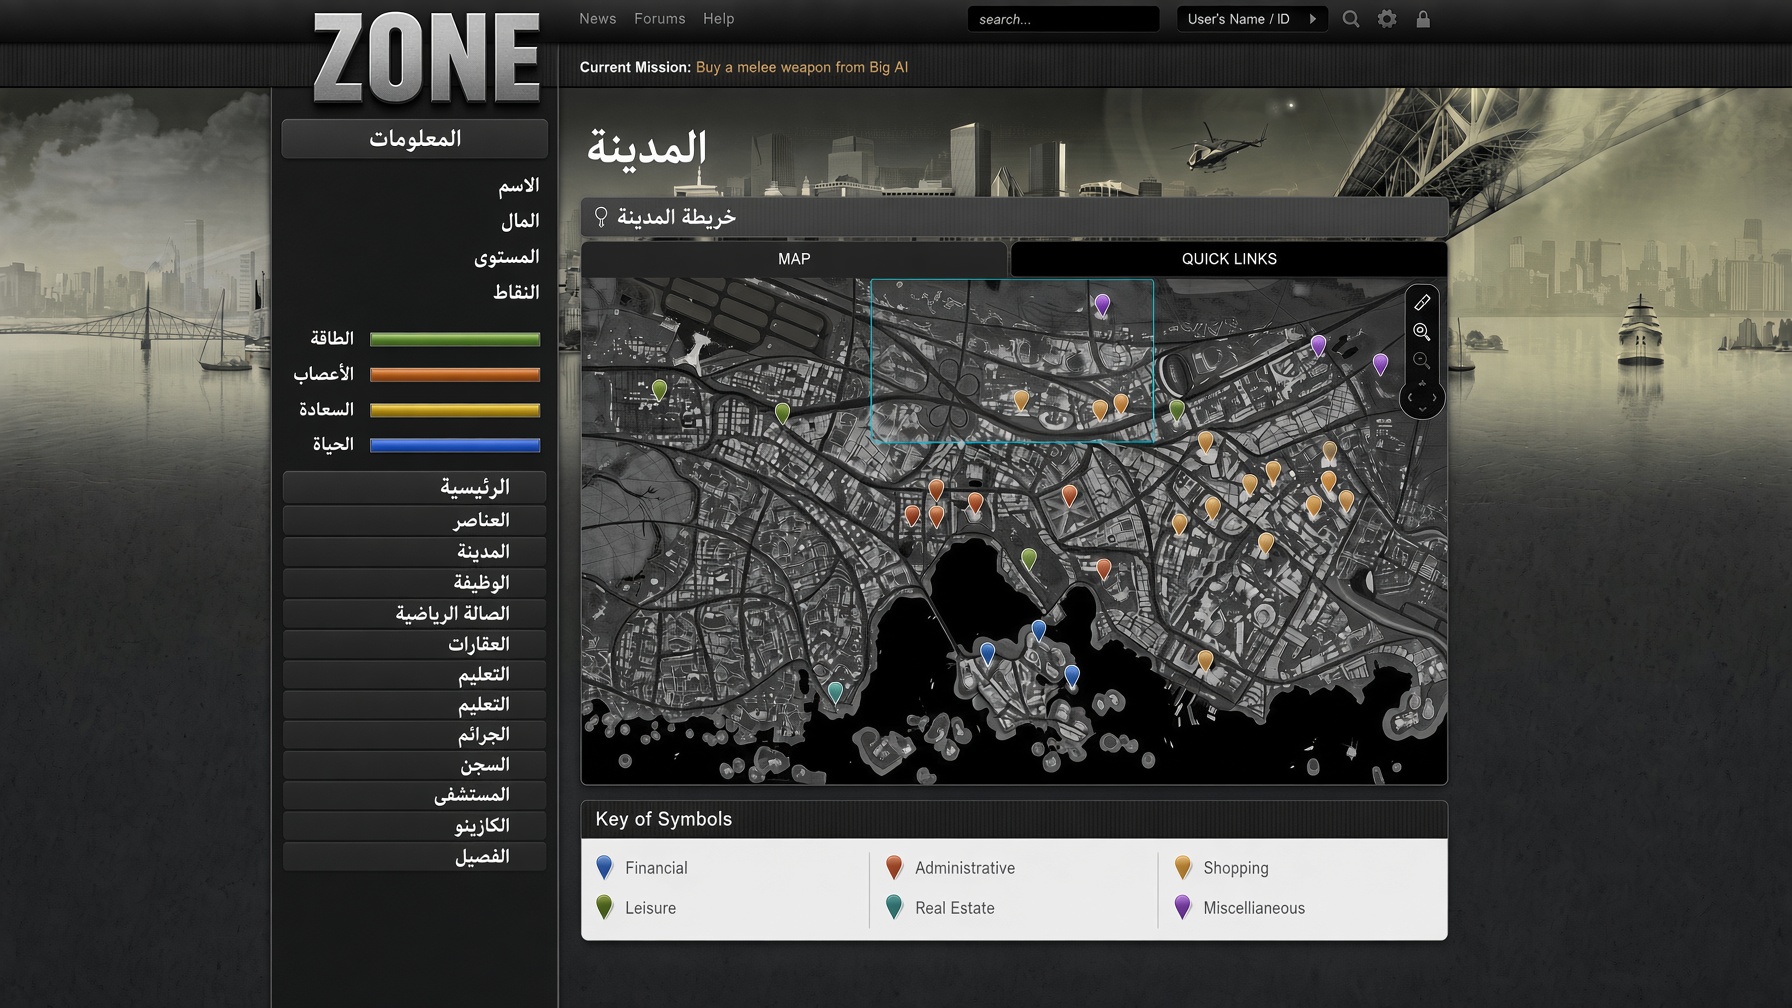 ZONE
News Forums Help
search...
User's Name / ID
Current Mission: Buy a melee weapon from Big Al
المعلومات
الاسم
المال
المستوى
النقاط
الطاقة
الأعصاب
السعادة
الحياة
الرئيسية
العناصر
المدينة
الوظيفة
الصالة الرياضية
العقارات
التعليم
التعليم
الجرائم
السجن
المستشفى
الكازينو
الفصيل
المدينة
خريطة المدينة
MAP
QUICK LINKS
Key of Symbols
Financial
Administrative
Shopping
Leisure
Real Estate
Miscellianeous